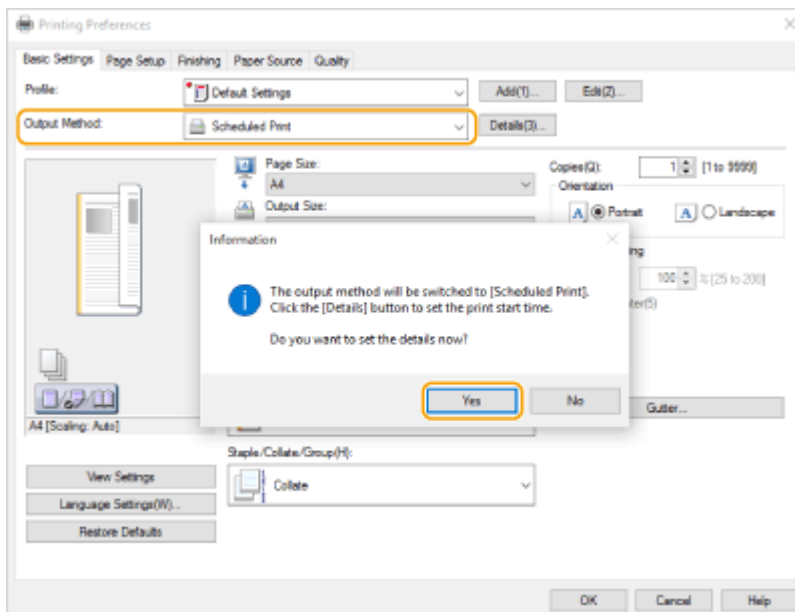 Printing Preferences
Basic Settings Page Setup Finishing Paper Source Quality
Profile: Default Settings Add(1)... Edit(2)...
Output Method: Scheduled Print Details(3)...
Page Size: Copies(Q): 1 [1 to 9999]
A4 Orientation
Output Size: A Portrait A Landscape
Information
100 % [25 to 200]
The output method will be switched to [Scheduled Print].
Click the [Details] button to set the print start time.
Do you want to set the details now?
Yes No
Gutter...
A4 [Scaling: Auto]
Staple/Collate/Group(H):
View Settings
Collate
Language Settings(W)...
Restore Defaults
OK Cancel Help